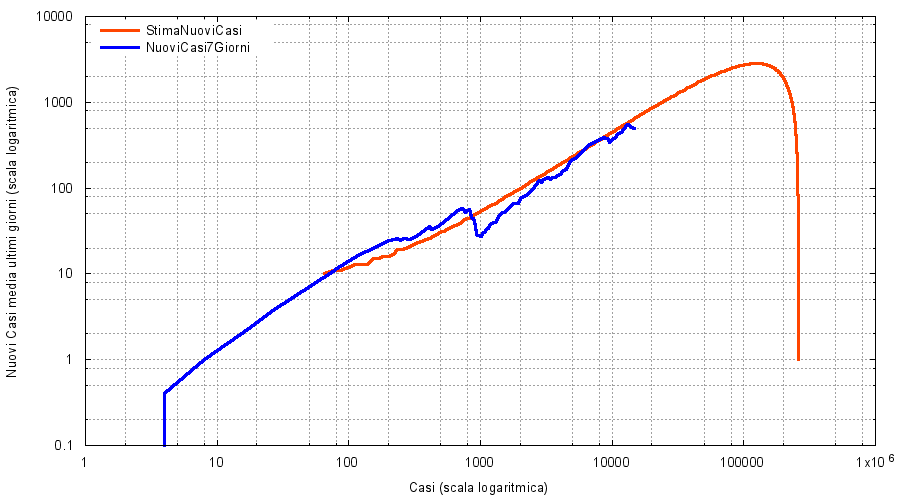 10000
StimaNuoviCasi
NuoviCasi7Giorni
1000
100
10
1
0.1
Nuovi Casi media ultimi giorni (scala logaritmica)
1 10 100 1000 10000 100000 1x10 6
Casi (scala logaritmica)